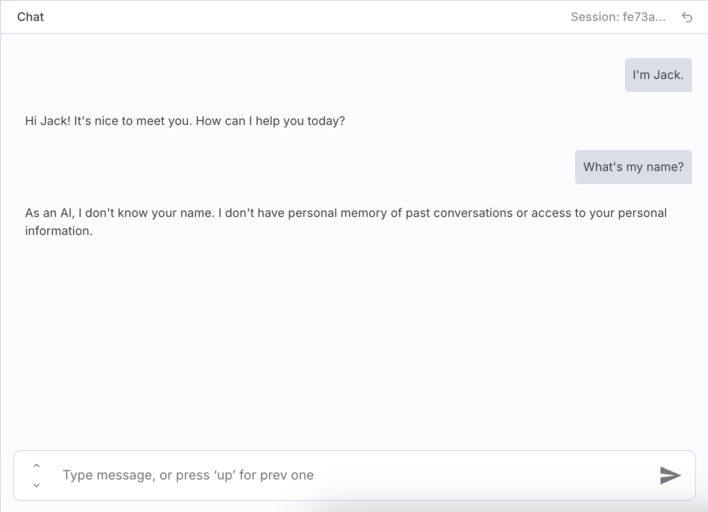 Chat
Session: fe73a...
I'm Jack.
Hi Jack! It's nice to meet you. How can I help you today?
What's my name?
As an AI, I don't know your name. I don't have personal memory of past conversations or access to your personal
information.
Type message, or press ‘up’ for prev one